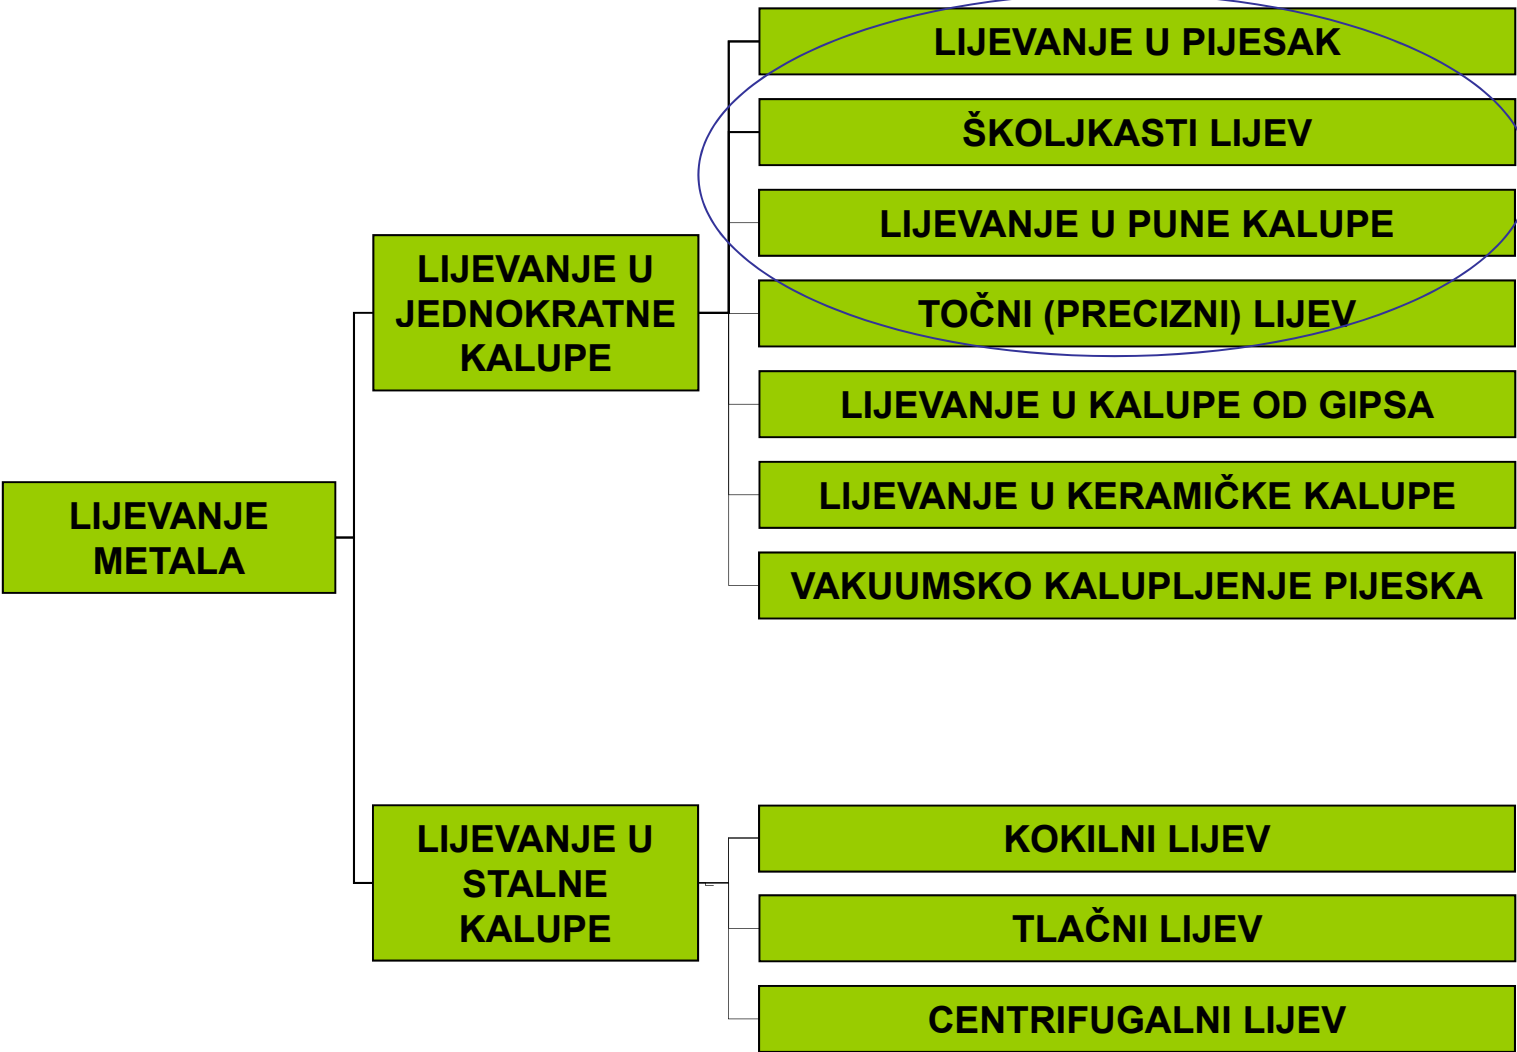 LIJEVANJE U PIJESAK
ŠKOLJKASTI LIJEV
LIJEVANJE U PUNE KALUPE
LIJEVANJE U
JEDNOKRATNE
KALUPE
TOČNI (PRECIZNI) LIJEV
LIJEVANJE U KALUPE OD GIPSA
LIJEVANJE U KERAMIČKE KALUPE
LIJEVANJE
METALA
VAKUUMSKO KALUPLJENJE PIJESKA
LIJEVANJE U
STALNE
KALUPE
KOKILNI LIJEV
TLAČNI LIJEV
CENTRIFUGALNI LIJEV